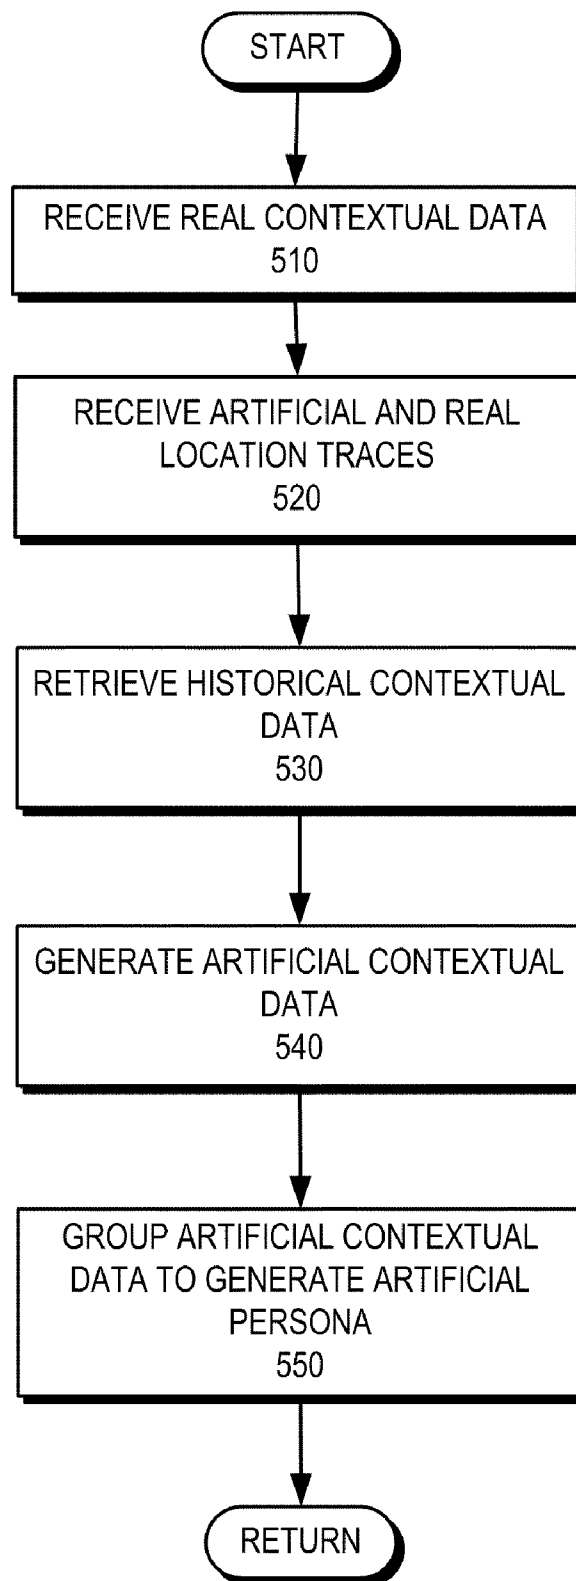 START
RECEIVE REAL CONTEXTUAL DATA
510
RECEIVE ARTIFICIAL AND REAL
LOCATION TRACES
520
RETRIEVE HISTORICAL CONTEXTUAL
DATA
530
GENERATE ARTIFICIAL CONTEXTUAL
DATA
540
GROUP ARTIFICIAL CONTEXTUAL
DATA TO GENERATE ARTIFICIAL
PERSONA
550
RETURN